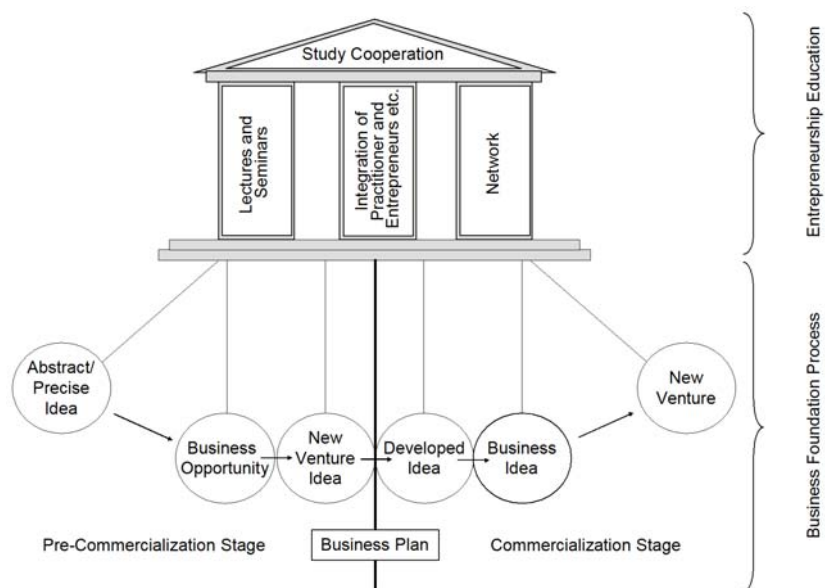 Study Cooperation
Lectures and
Seminars
Integration of
Practitioner and
Entrepreneurs etc.
Network
Entrepreneurship Education
Abstract/
Precise
Idea
Business
Opportunity
New
Venture
Idea
Developed
Idea
Business
Idea
New
Venture
Pre-Commercialization Stage
Business Plan
Commercialization Stage
Business Foundation Process